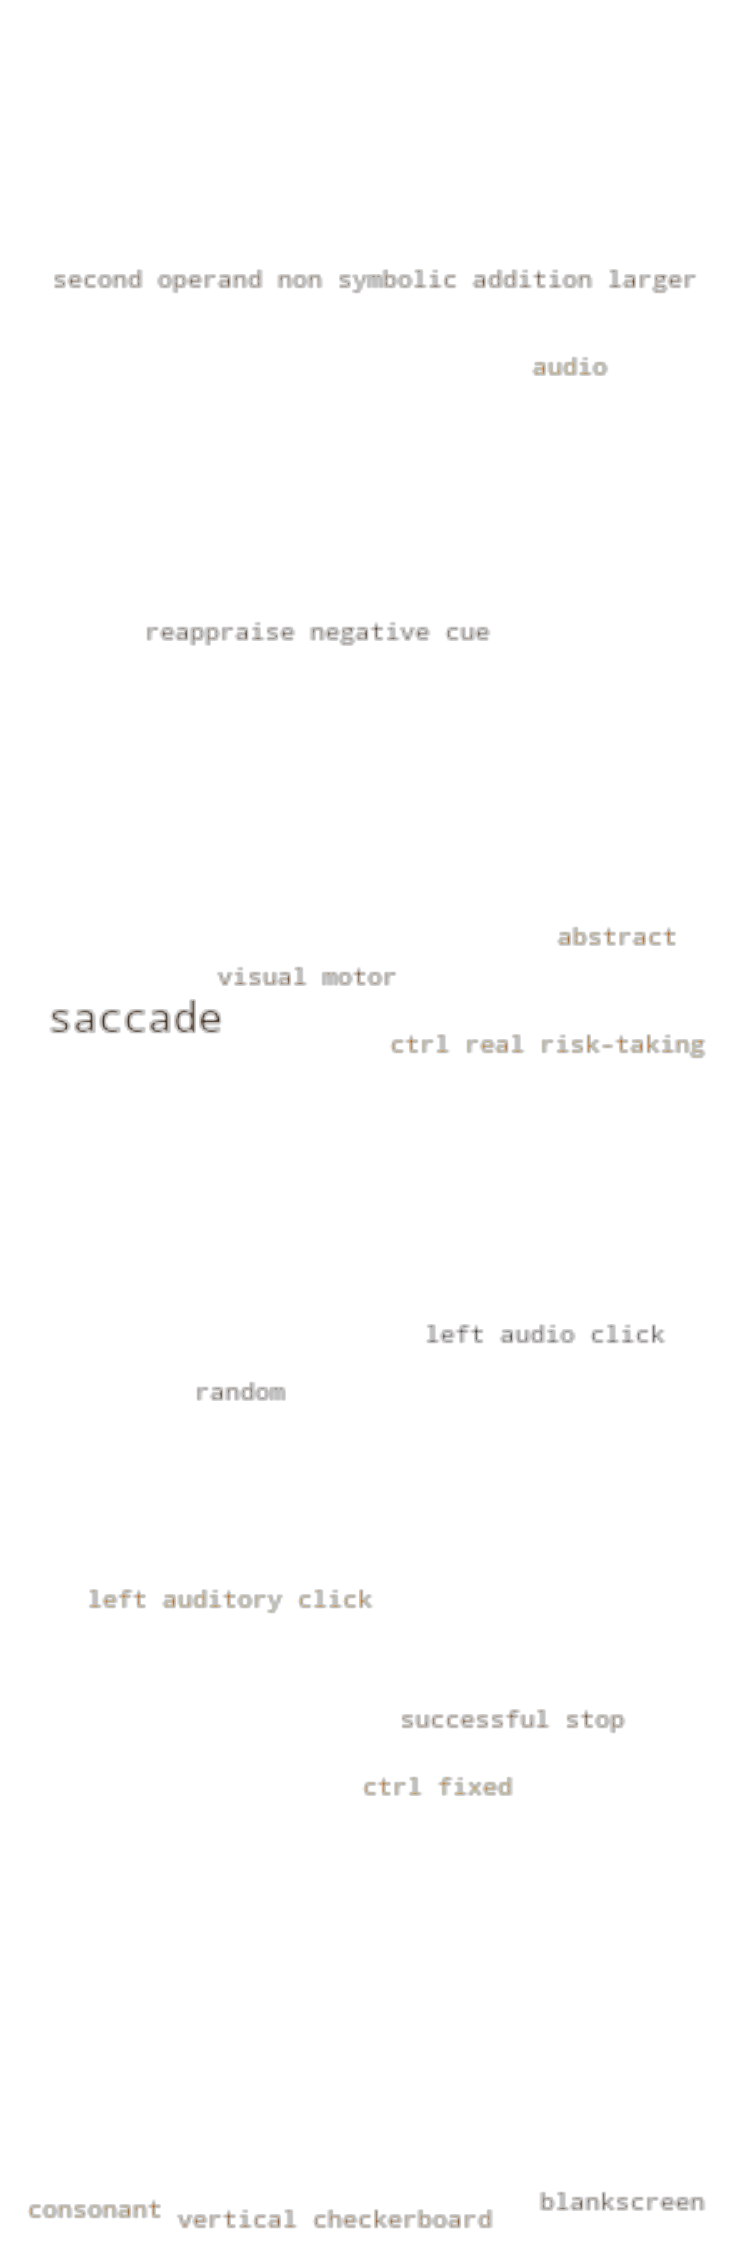 second operand non symbolic addition larger
audio
reappraise negative cue
abstract
visual motor
saccade
ctrl real risk-taking
left audio click
random
left auditory click
successful stop
ctrl fixed
blankscreen
consonant
vertical checkerboard